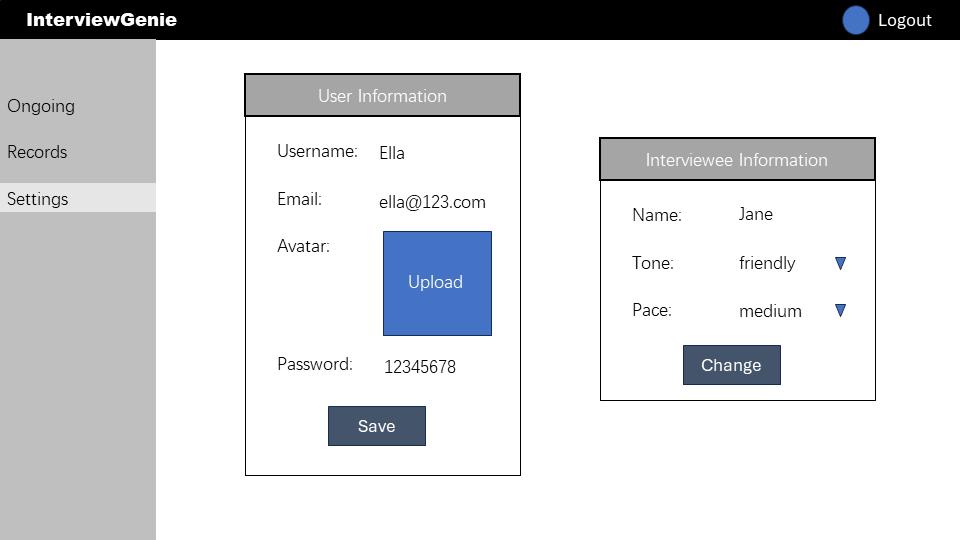 InterviewGenie
Logout
Ongoing
Records
Settings
User Information
Username: Ella
Email: ella@123.com
Avatar:
Upload
Password: 12345678
Save
Interviewee Information
Name: Jane
Tone: friendly
Pace: medium
Change